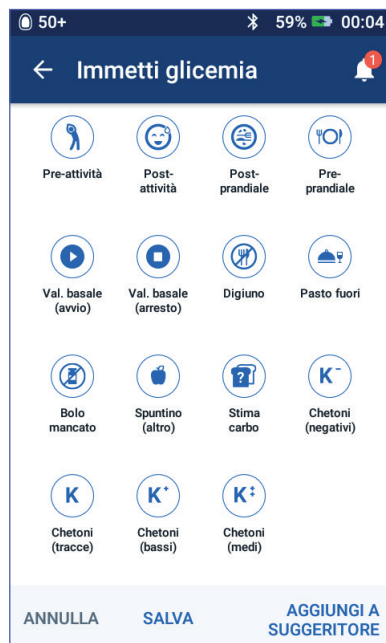 50+ 59% 00:04
Immetti glicemia 1
Pre-attività Post- Post- Pre-
attività prandiale prandiale
Val. basale Val. basale Digiuno Pasto fuori
(avvio) (arresto)
? K⁻
Bolo Spuntino Stima Chetoni
mancato (altro) carbo (negativi)
K K⁺ K‡
Chetoni Chetoni Chetoni
(tracce) (bassi) (medi)
ANNULLA SALVA AGGIUNGI A
SUGGERITORE